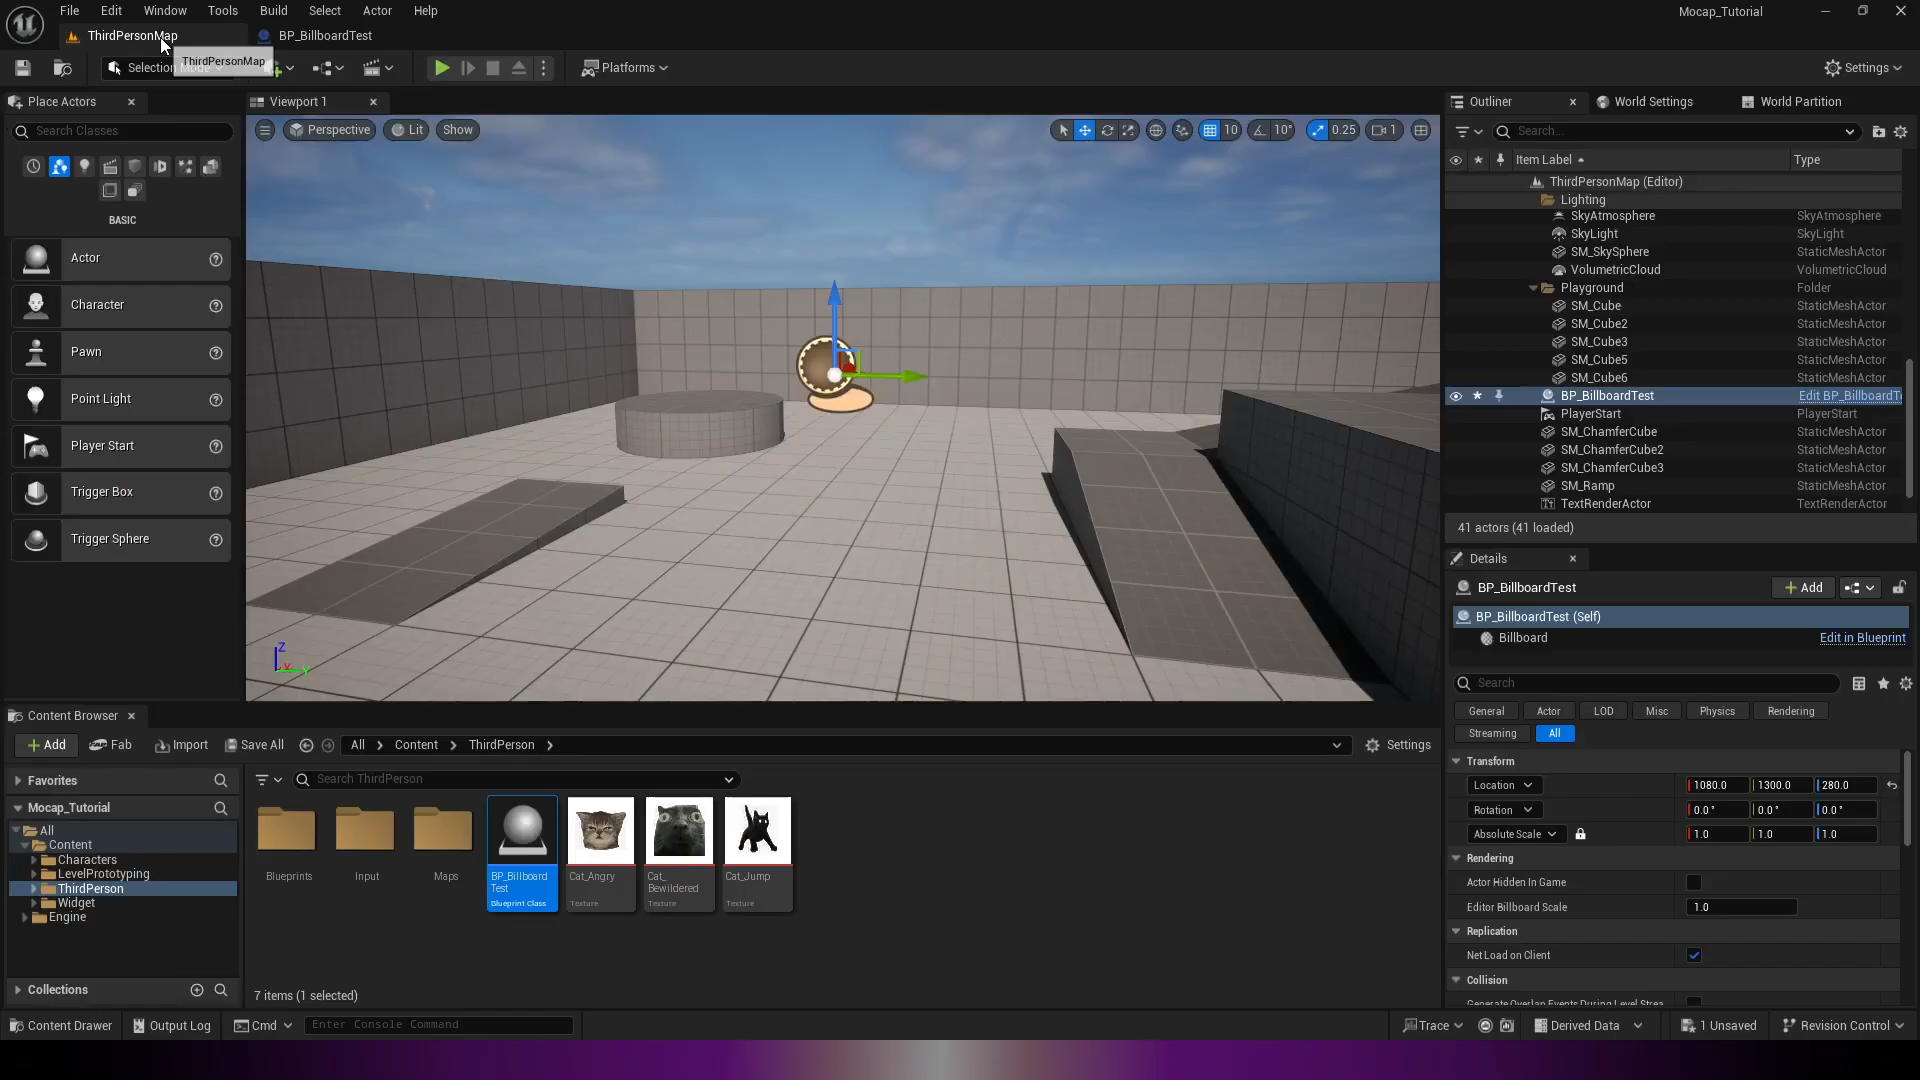 File Edit Window Tools Build Select Actor Help Mocap_Tutorial
ThirdPersonMap BP_BillboardTest
ThirdPersonMap
Selection Platforms Settings
Place Actors Viewport 1 Outliner World Settings World Partition
Search Classes Perspective Lit Show 10 10° 0.25 1 Search...
Item Label Type
ThirdPersonMap (Editor)
Lighting
SkyAtmosphere SkyAtmosphere
SkyLight SkyLight
SM_SkySphere StaticMeshActor
VolumetricCloud VolumetricCloud
Playground Folder
SM_Cube StaticMeshActor
SM_Cube2 StaticMeshActor
SM_Cube3 StaticMeshActor
SM_Cube5 StaticMeshActor
SM_Cube6 StaticMeshActor
BP_BillboardTest Edit BP_BillboardTe
PlayerStart PlayerStart
SM_ChamferCube StaticMeshActor
SM_ChamferCube2 StaticMeshActor
SM_ChamferCube3 StaticMeshActor
SM_Ramp StaticMeshActor
TextRenderActor TextRenderActor
41 actors (41 loaded)
BASIC
Actor
Character
Pawn
Point Light
Player Start
Trigger Box
Trigger Sphere
Z
X Y
Details
BP_BillboardTest Add
BP_BillboardTest (Self)
Billboard Edit in Blueprint
Search
General Actor LOD Misc Physics Rendering
Streaming All
Transform
Location 1080.0 1300.0 280.0
Rotation 0.0° 0.0° 0.0°
Absolute Scale 1.0 1.0 1.0
Rendering
Actor Hidden In Game
Editor Billboard Scale 1.0
Replication
Net Load on Client
Collision
Generate Overlap Events During Level Strea
Content Browser
Add Fab Import Save All All Content ThirdPerson Settings
Favorites
Mocap_Tutorial
All
Content
Characters
LevelPrototyping
ThirdPerson
Widget
Engine
Collections
Search ThirdPerson
Blueprints
Input
Maps
BP_Billboard
Test
Blueprint Class
Cat_Angry
Texture
Cat_
Bewildered
Texture
Cat_Jump
Texture
7 items (1 selected)
Content Drawer Output Log Cmd Enter Console Command Trace Derived Data 1 Unsaved Revision Control